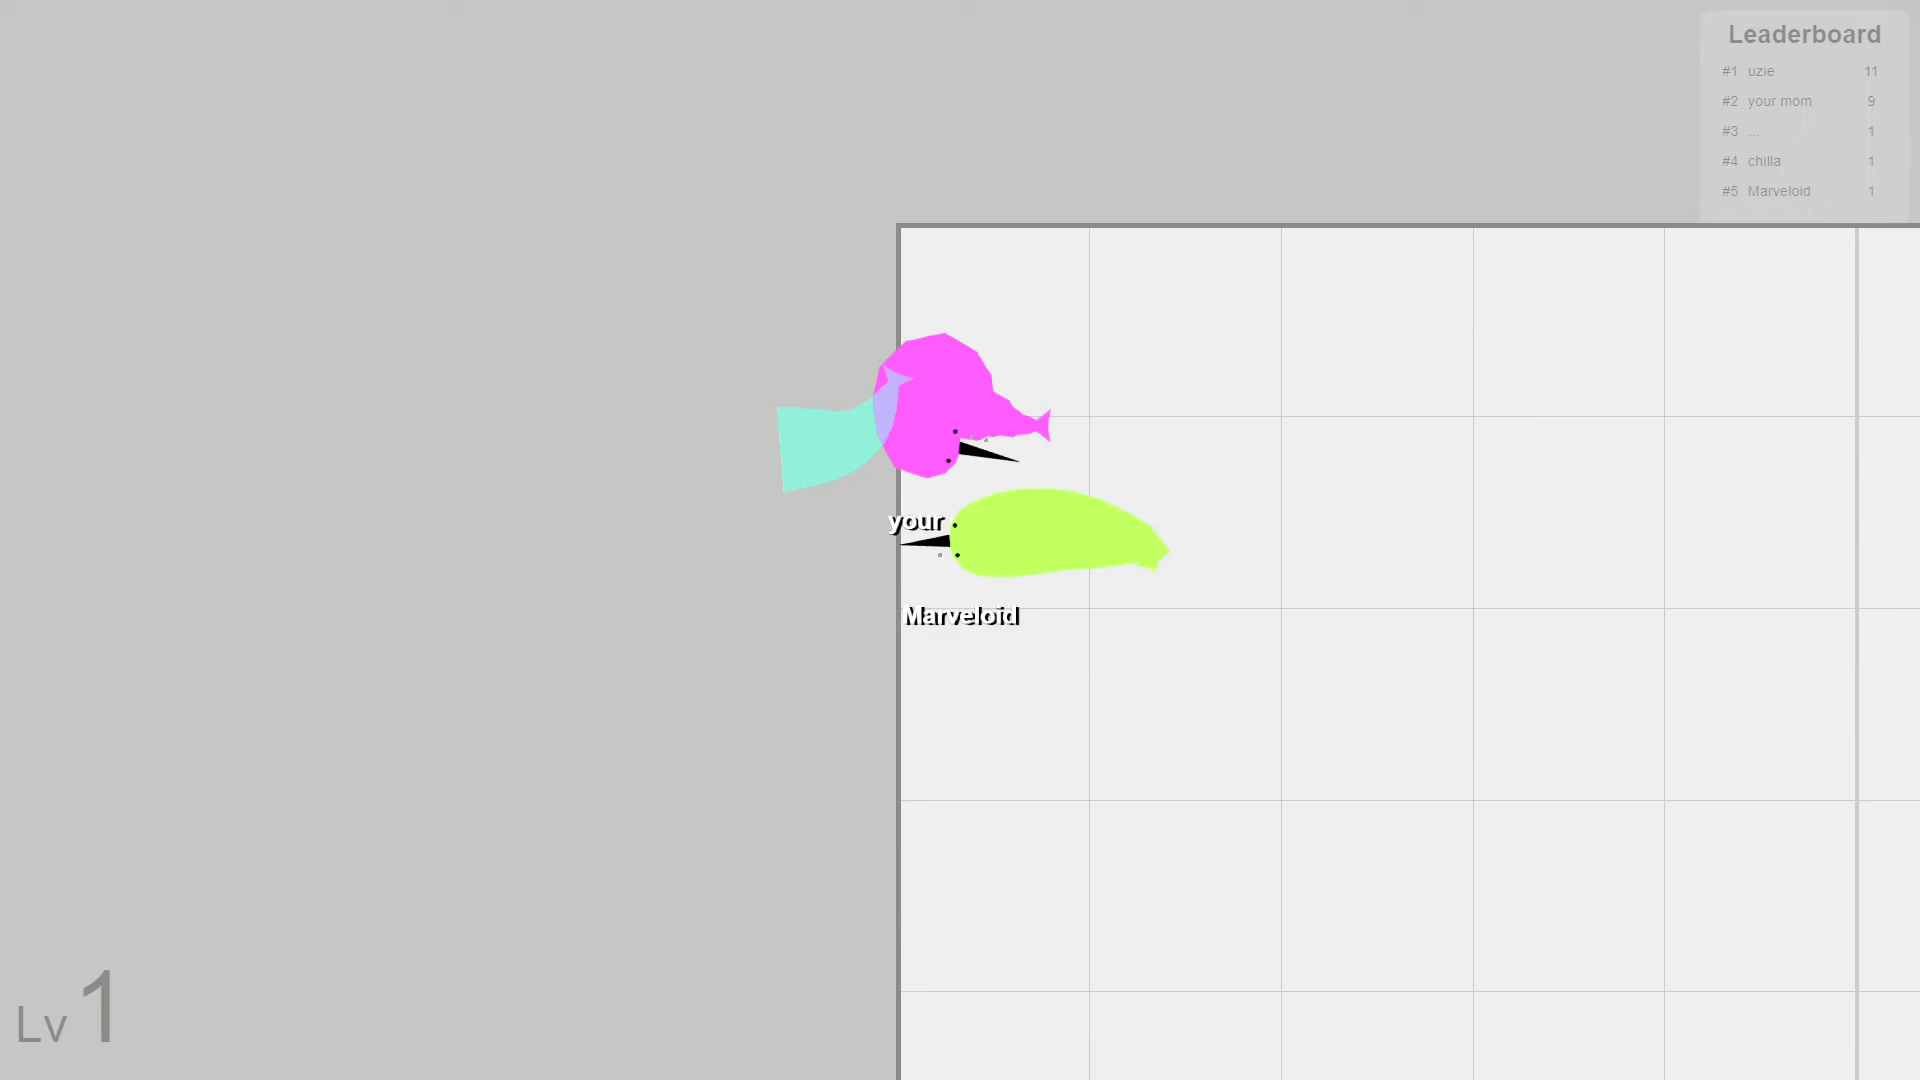 Leaderboard
#1 uzie 11
#2 your mom 9
#3 ... 1
#4 chilla 1
#5 Marveloid 1
your
Marveloid
Lv 1